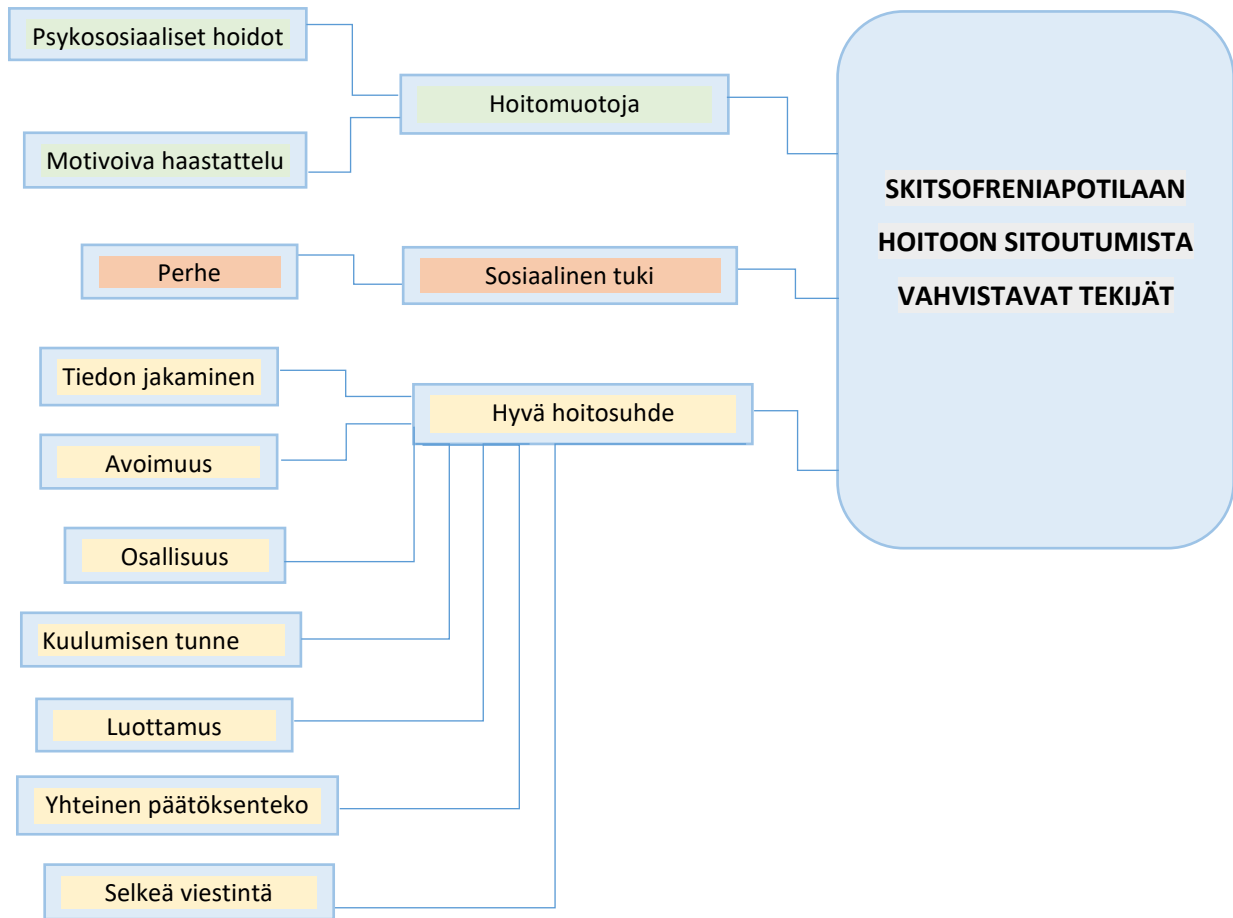 Psykososiaaliset hoidot
Motivoiva haastattelu
Hoitomuotoja
Perhe
Sosiaalinen tuki
Tiedon jakaminen
Avoimuus
Osallisuus
Kuulumisen tunne
Luottamus
Yhteinen päätöksenteko
Selkeä viestintä
Hyvä hoitosuhde
SKITSOFRENIAPOTILAAN
HOITOON SITOUTUMISTA
VAHVISTAVAT TEKIJÄT